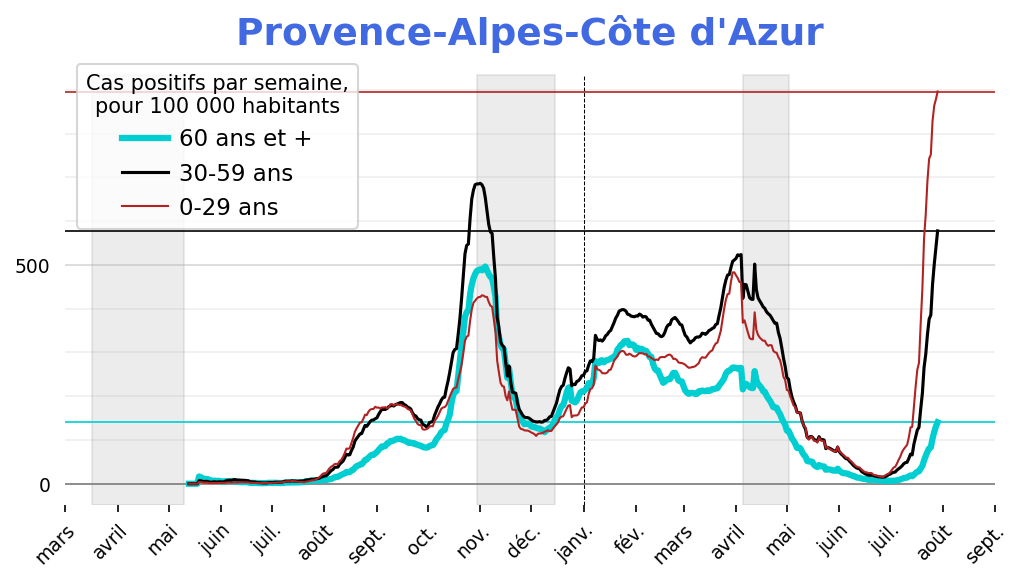 Provence-Alpes-Côte d'Azur
Cas positifs par semaine,
pour 100 000 habitants
60 ans et +
30-59 ans
0-29 ans
500
0
mars avril mai juin juil. août sept. oct. nov. déc. janv. fév. mars avril mai juin juil. août sept.